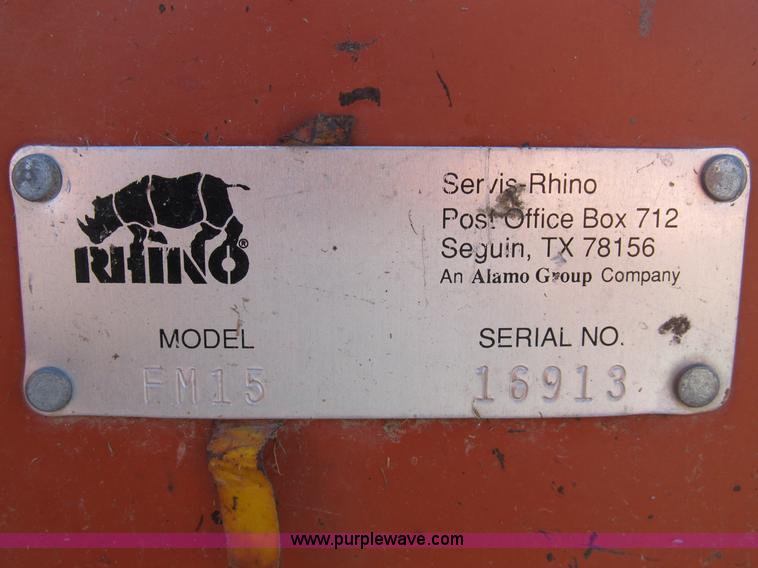 RHINO®
Servis-Rhino
Post Office Box 712
Seguin, TX 78156
An Alamo Group Company
MODEL
SERIAL NO.
FM15
16913
www.purplewave.com